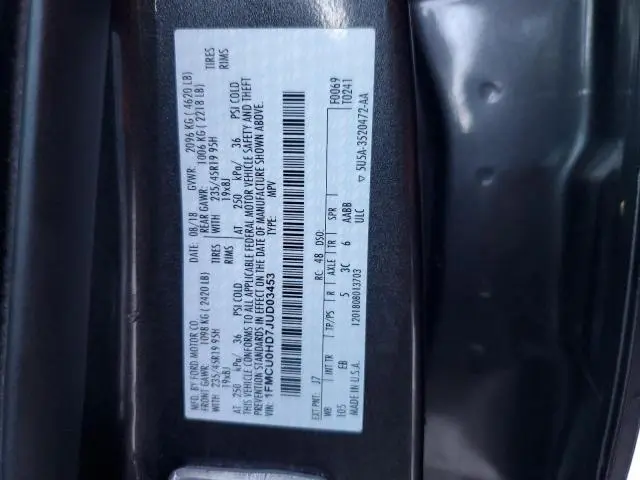 MFD. BY FORD MOTOR CO. DATE: 08/18 GVWR: 2096 KG ( 4620 LB)
FRONT GAWR: 1098 KG ( 2420 LB) REAR GAWR: 1006 KG ( 2218 LB)
WITH 235/45R19 95H TIRES WITH 235/45R19 95H TIRES
19x8J RIMS 19x8J RIMS
AT 250 kPa/ 36 PSI COLD AT 250 kPa/ 36 PSI COLD
THIS VEHICLE CONFORMS TO ALL APPLICABLE FEDERAL MOTOR VEHICLE SAFETY AND THEFT
PREVENTION STANDARDS IN EFFECT ON THE DATE OF MANUFACTURE SHOWN ABOVE.
VIN: 1FMCU0HD7JUD03453 TYPE: MPV
EXT PNT: J7 RC: 48 DSO: F0069
WB INT TR TP/PS R AXLE TR SPR T0241
105 EB 5 3C 6 AABB
MADE IN U.S.A. 1201808013703 ULC ▽ 5U5A-3520472-AA